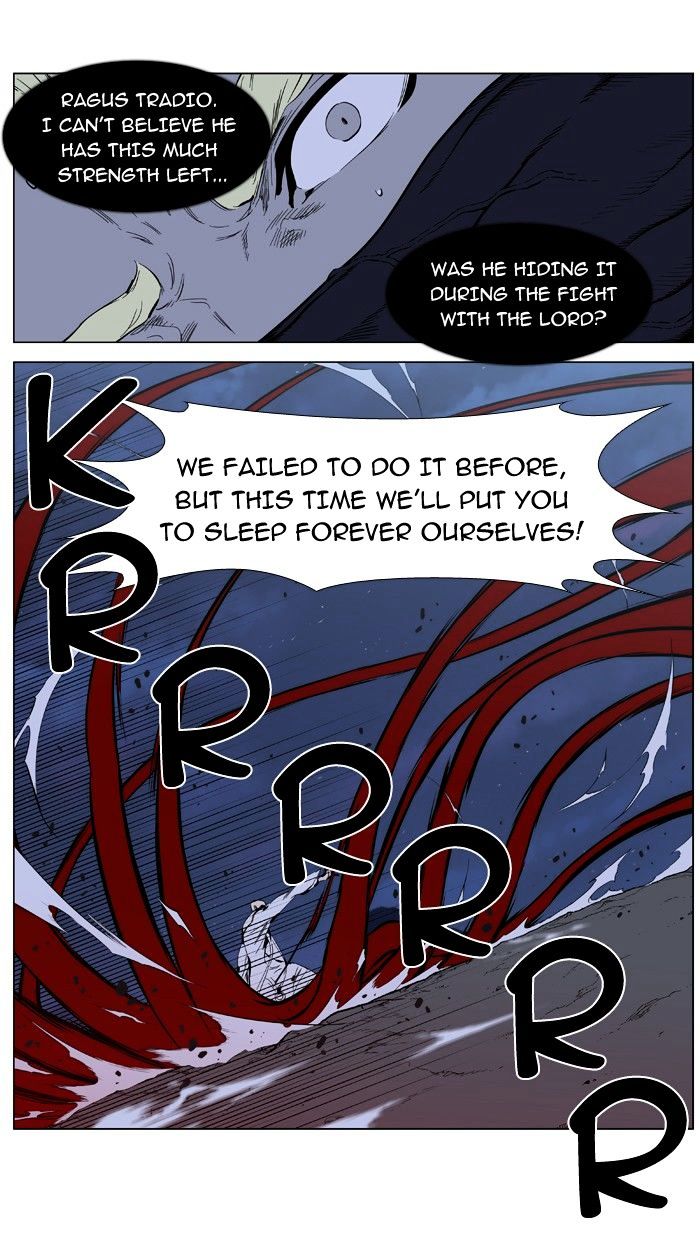 RAGUS TRADIO.
I CAN'T BELIEVE HE
HAS THIS MUCH
STRENGTH LEFT...
WAS HE HIDING IT
DURING THE FIGHT
WITH THE LORD?
WE FAILED TO DO IT BEFORE,
BUT THIS TIME WE'LL PUT YOU
TO SLEEP FOREVER OURSELVES!
KRRRRRR